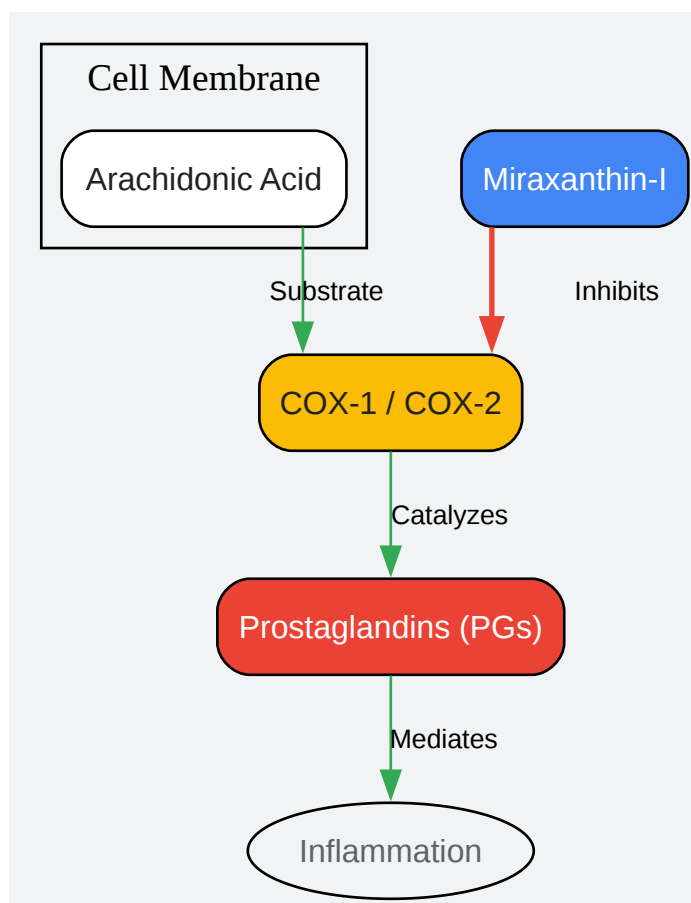 Cell Membrane
Arachidonic Acid
Miraxanthin-I
Substrate
Inhibits
COX-1 / COX-2
Catalyzes
Prostaglandins (PGs)
Mediates
Inflammation